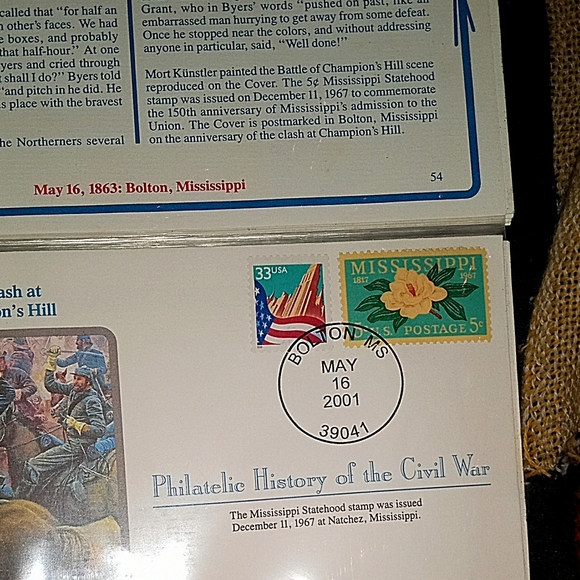 called that "for half an
other's faces. We had
e boxes, and probably
that half-hour." At one
yers and cried through
t shall I do?" Byers told
"and pitch in he did. He
s place with the bravest
he Northerners several
Grant, who in Byers' words "pushed on past, like an
embarrassed man hurrying to get away from some defeat.
Once he stopped near the colors, and without addressing
anyone in particular, said, "Well done!"
Mort Künstler painted the Battle of Champion's Hill scene
reproduced on the Cover. The 5¢ Mississippi Statehood
stamp was issued on December 11, 1967 to commemorate
the 150th anniversary of Mississippi's admission to the
Union. The Cover is postmarked in Bolton, Mississippi
on the anniversary of the clash at Champion's Hill.
May 16, 1863: Bolton, Mississippi
54
ash at
on's Hill
33USA
MISSISSIPPI
1817 1967
U.S. POSTAGE 5¢
BOLTON MS
MAY
16
2001
39041
Philatelic History of the Civil War
The Mississippi Statehood stamp was issued
December 11, 1967 at Natchez, Mississippi.